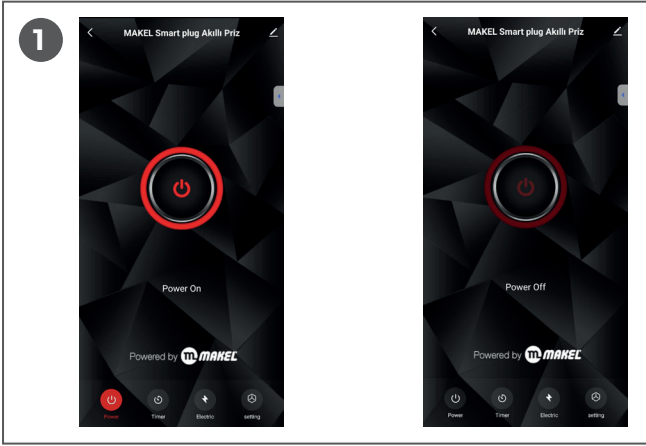 1
MAKEL Smart plug Akıllı Priz
Power On
Powered by m MAKEL
Power Timer Electric setting
MAKEL Smart plug Akıllı Priz
Power Off
Powered by m MAKEL
Power Timer Electric setting